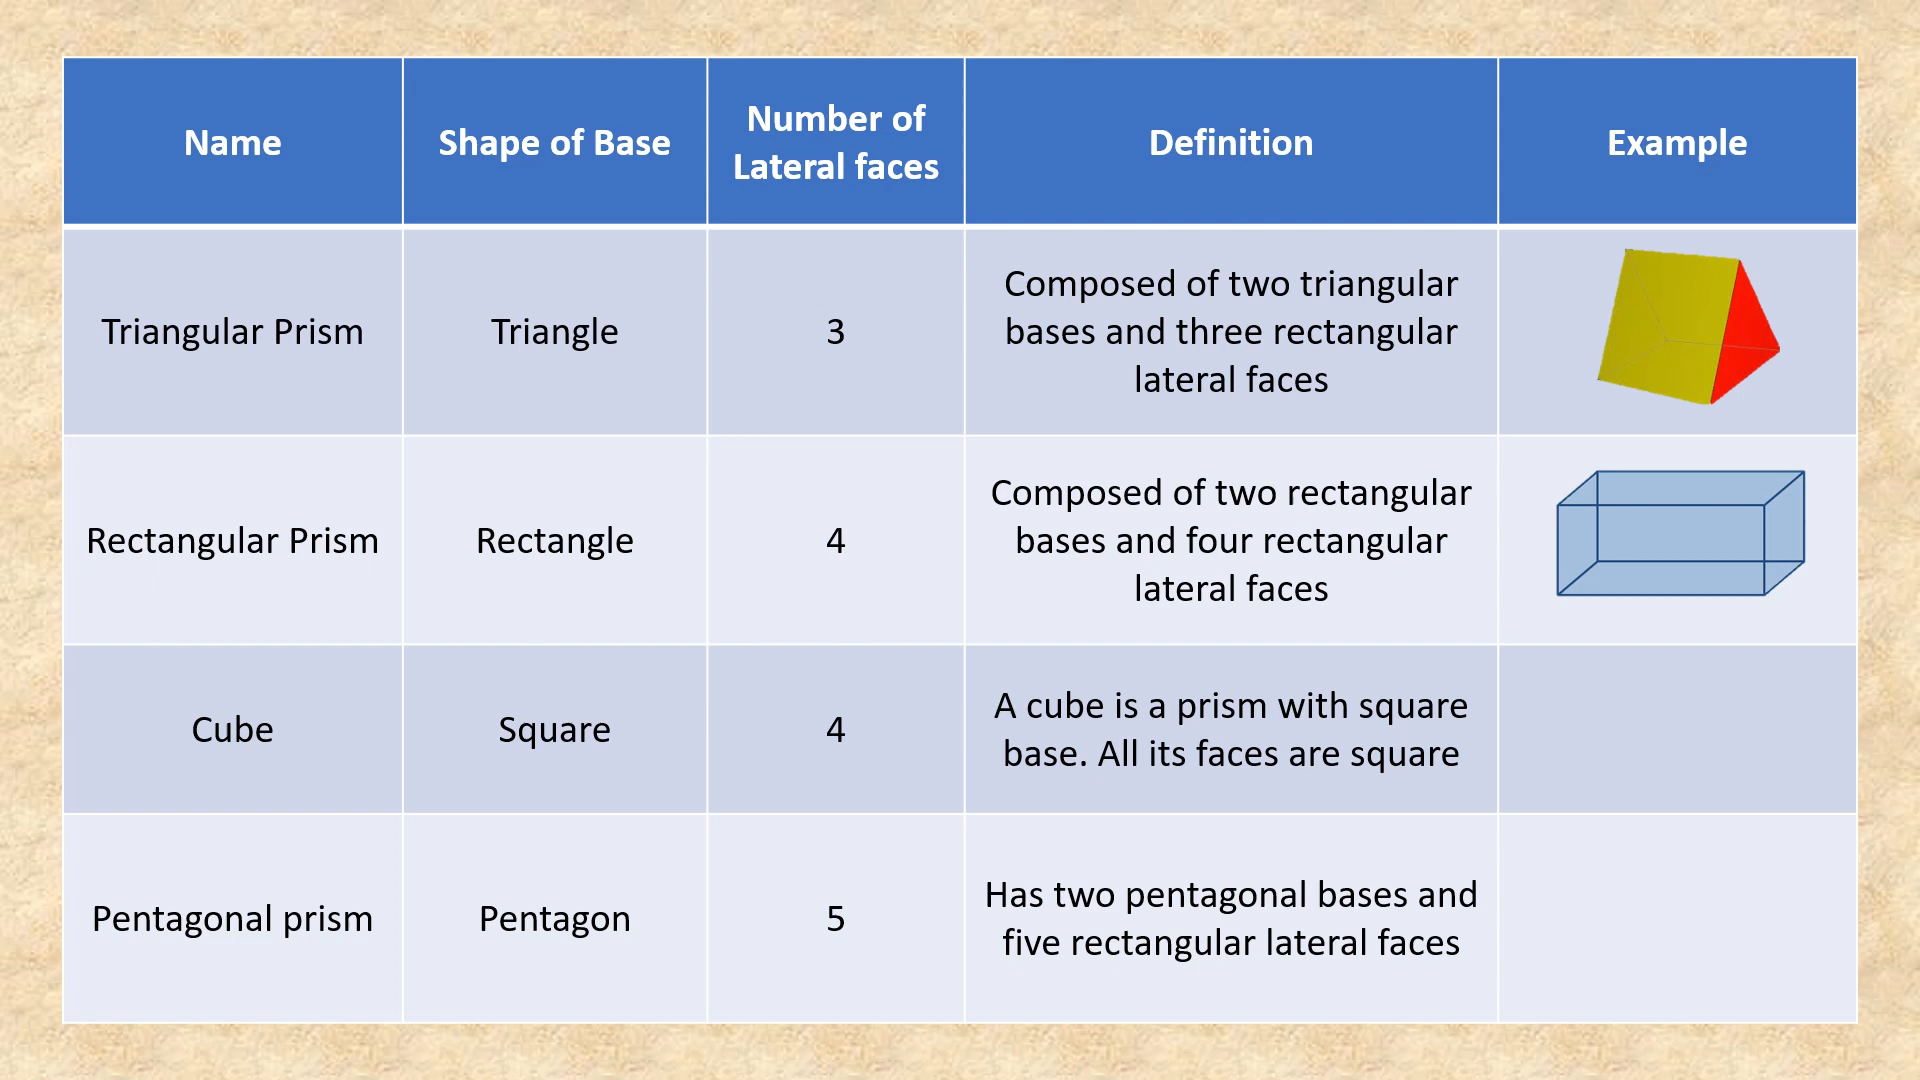 Name
Shape of Base
Number of
Lateral faces
Definition
Example
Triangular Prism
Triangle
3
Composed of two triangular
bases and three rectangular
lateral faces
Rectangular Prism
Rectangle
4
Composed of two rectangular
bases and four rectangular
lateral faces
Cube
Square
4
A cube is a prism with square
base. All its faces are square
Pentagonal prism
Pentagon
5
Has two pentagonal bases and
five rectangular lateral faces